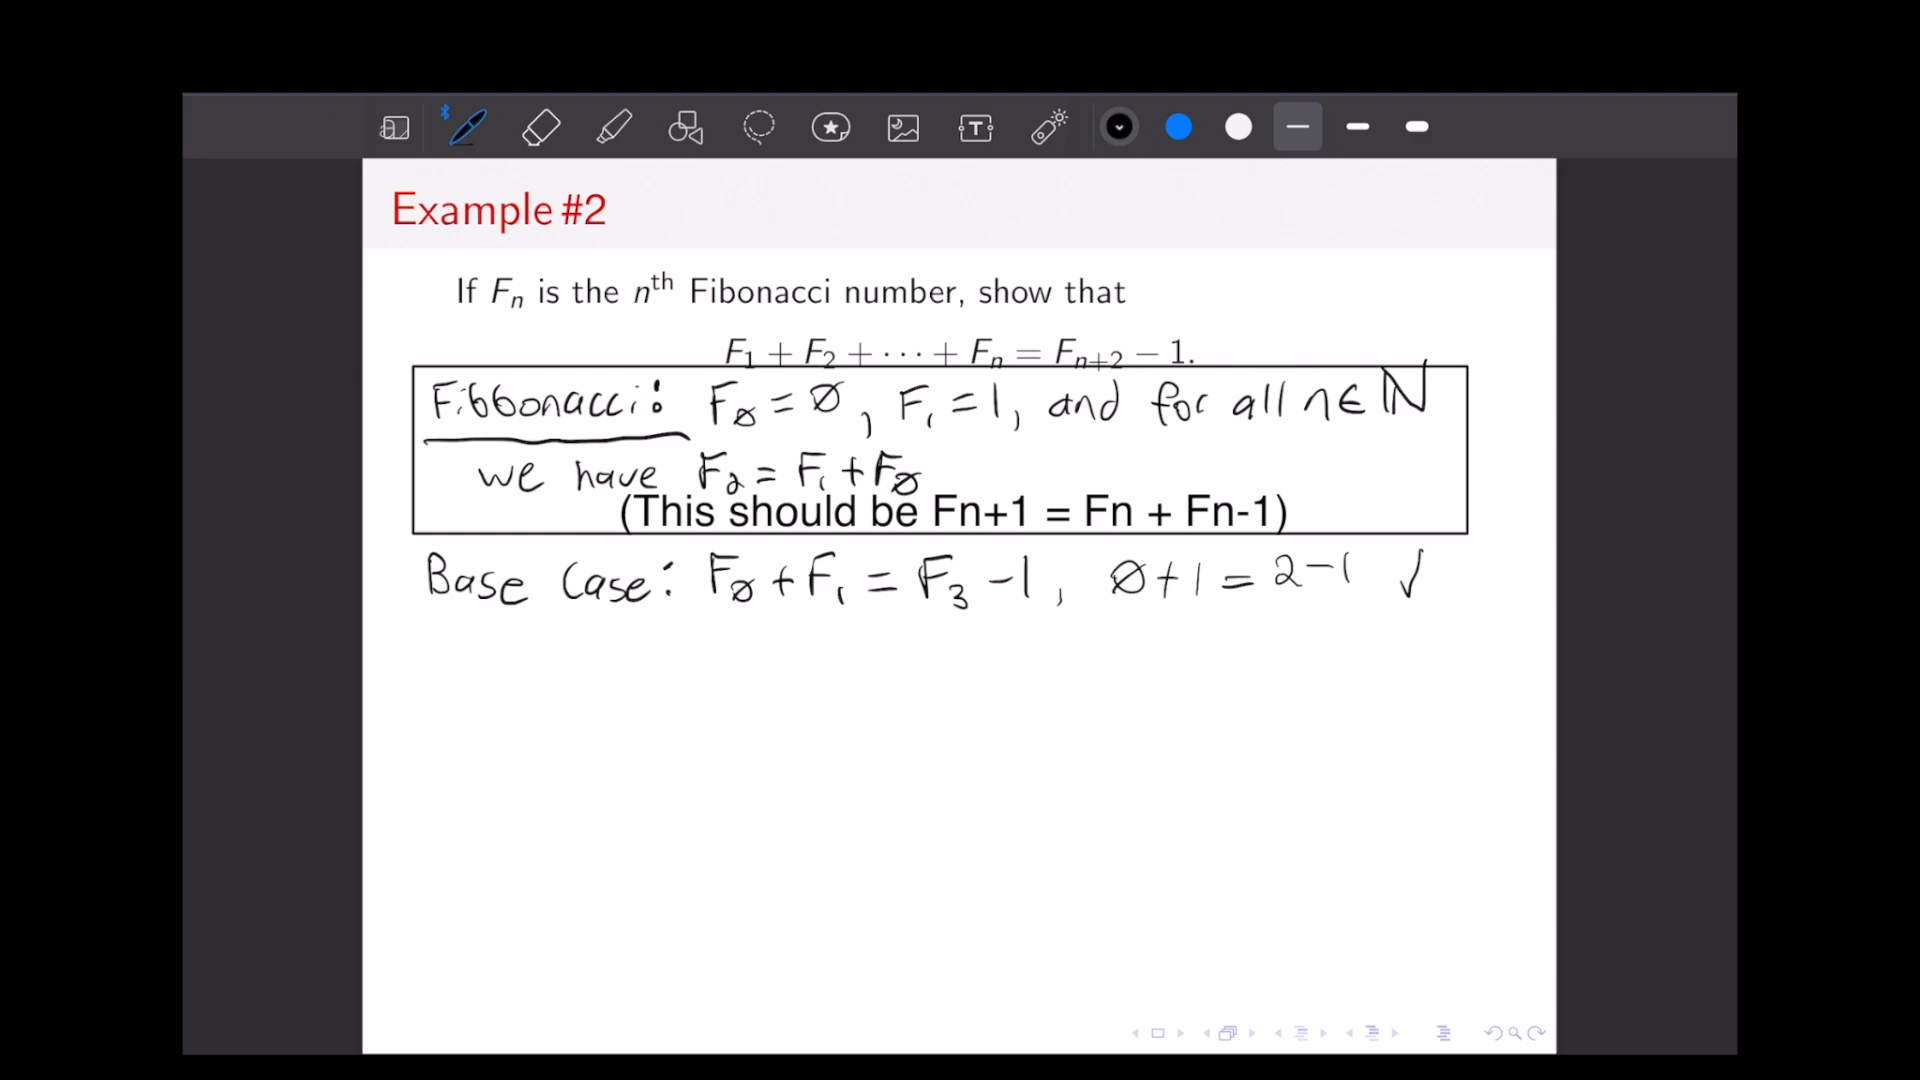 Example #2
If Fₙ is the nᵗʰ Fibonacci number, show that
F₁ + F₂ + ··· + Fₙ = Fₙ₊₂ − 1.
Fibbonacci: F₀ = 0, F₁ = 1, and for all n ∈ ℕ
we have F₂ = F₁ + F₀
(This should be Fn+1 = Fn + Fn-1)
Base Case: F₀ + F₁ = F₃ − 1, 0 + 1 = 2 − 1 ✓